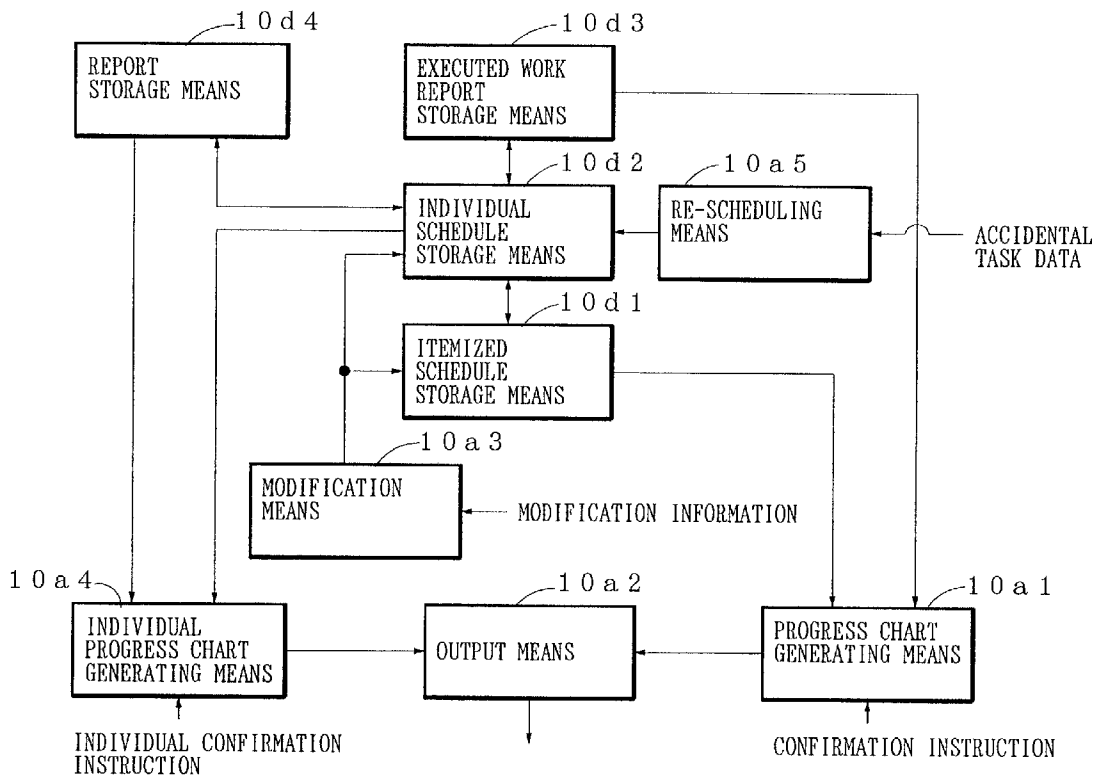 10d4
REPORT
STORAGE MEANS
10d3
EXECUTED WORK
REPORT
STORAGE MEANS
10d2
INDIVIDUAL
SCHEDULE
STORAGE MEANS
10a5
RE-SCHEDULING
MEANS
ACCIDENTAL
TASK DATA
10d1
ITEMIZED
SCHEDULE
STORAGE MEANS
10a3
MODIFICATION
MEANS
MODIFICATION INFORMATION
10a4
INDIVIDUAL
PROGRESS CHART
GENERATING MEANS
10a2
OUTPUT MEANS
10a1
PROGRESS CHART
GENERATING MEANS
INDIVIDUAL CONFIRMATION
INSTRUCTION
CONFIRMATION INSTRUCTION